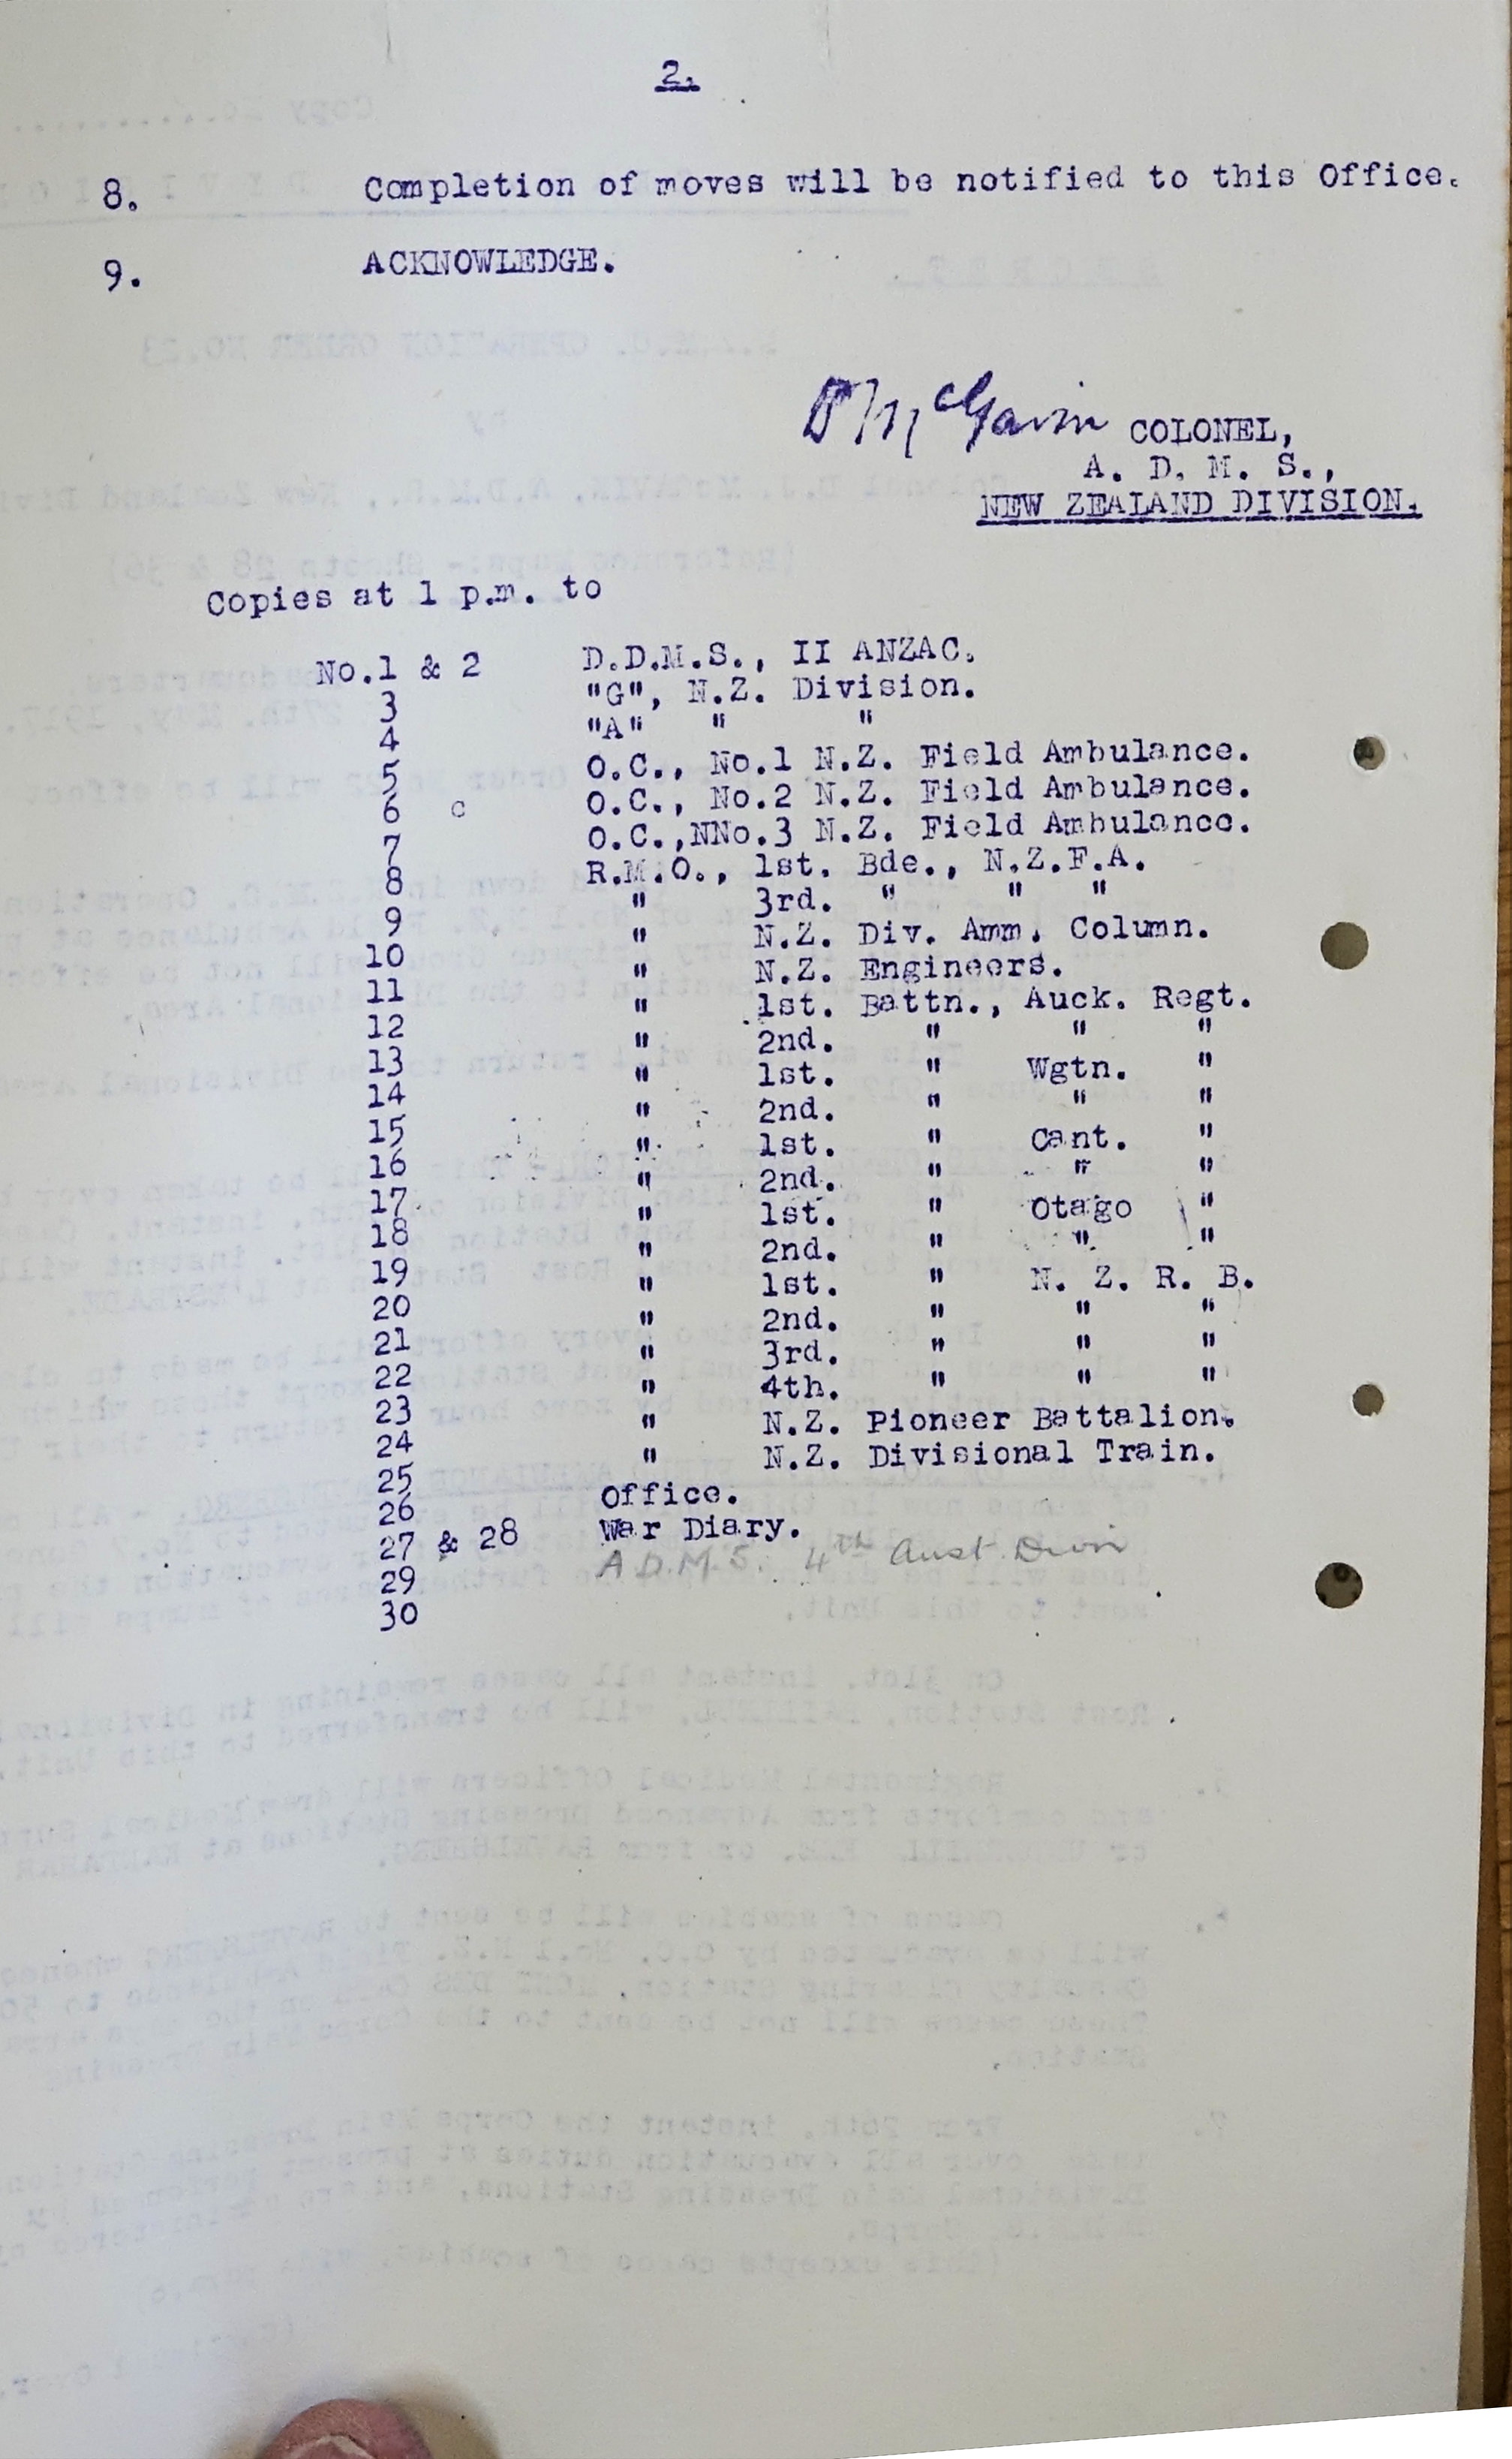 2.
8. Completion of moves will be notified to this Office.
9. ACKNOWLEDGE.
D McGavin COLONEL,
A. D. M. S.,
NEW ZEALAND DIVISION.
Copies at 1 p.m. to
No.1 & 2 D.D.M.S., II ANZAC.
3 "G", N.Z. Division.
4 "A" " "
5 O.C., No.1 N.Z. Field Ambulance.
6 c O.C., No.2 N.Z. Field Ambulance.
7 O.C.,NNo.3 N.Z. Field Ambulance.
8 R.M.O., 1st. Bde., N.Z.F.A.
9 " 3rd. " " "
10 " N.Z. Div. Amm. Column.
11 " N.Z. Engineers.
12 " 1st. Battn., Auck. Regt.
13 " 2nd. " " "
14 " 1st. " Wgtn. "
15 " 2nd. " " "
16 " 1st. " Cant. "
17 " 2nd. " " "
18 " 1st. " Otago "
19 " 2nd. " " "
20 " 1st. " N. Z. R. B.
21 " 2nd. " " "
22 " 3rd. " " "
23 " 4th. " " "
24 " N.Z. Pioneer Battalion.
25 " N.Z. Divisional Train.
26 Office.
27 & 28 War Diary.
29 A.D.M.S. 4th Aust Divn
30